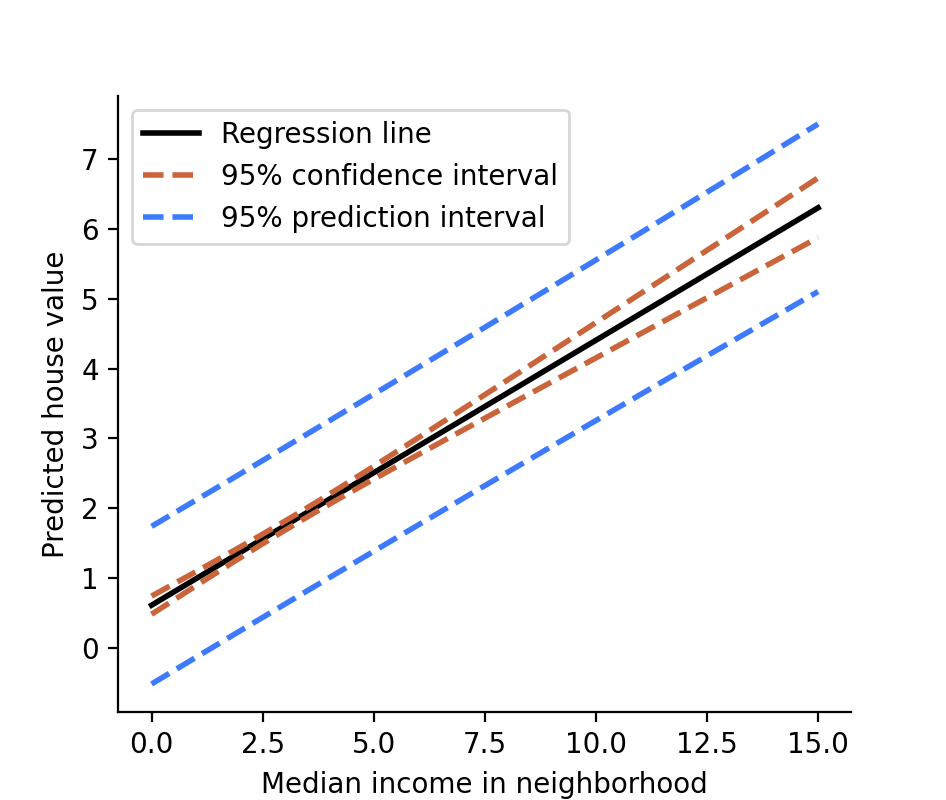 Regression line
95% confidence interval
95% prediction interval
7
6
5
4
3
2
1
0
Predicted house value
0.0 2.5 5.0 7.5 10.0 12.5 15.0
Median income in neighborhood